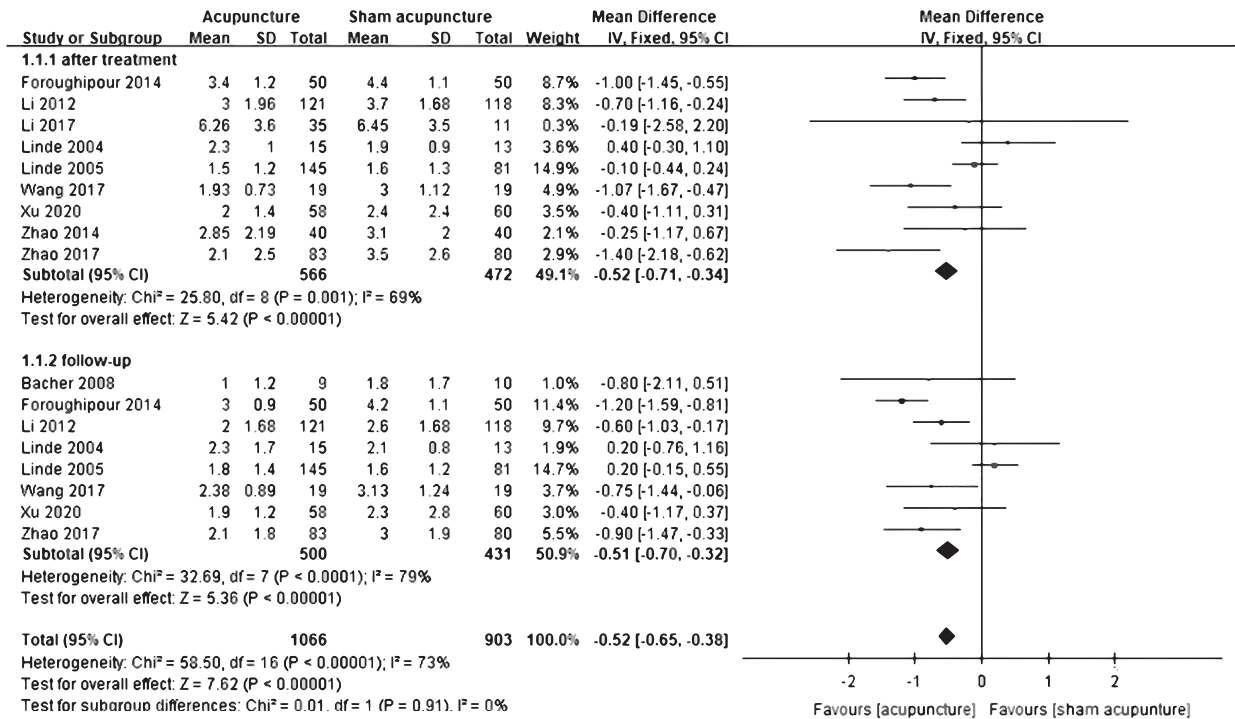 Acupuncture Sham acupuncture Mean Difference Mean Difference
Study or Subgroup Mean SD Total Mean SD Total Weight IV, Fixed, 95% CI IV, Fixed, 95% CI
1.1.1 after treatment
Foroughipour 2014 3.4 1.2 50 4.4 1.1 50 8.7% -1.00 [-1.45, -0.55]
Li 2012 3 1.96 121 3.7 1.68 118 8.3% -0.70 [-1.16, -0.24]
Li 2017 6.26 3.6 35 6.45 3.5 11 0.3% -0.19 [-2.58, 2.20]
Linde 2004 2.3 1 15 1.9 0.9 13 3.6% 0.40 [-0.30, 1.10]
Linde 2005 1.5 1.2 145 1.6 1.3 81 14.9% -0.10 [-0.44, 0.24]
Wang 2017 1.93 0.73 19 3 1.12 19 4.9% -1.07 [-1.67, -0.47]
Xu 2020 2 1.4 58 2.4 2.4 60 3.5% -0.40 [-1.11, 0.31]
Zhao 2014 2.85 2.19 40 3.1 2 40 2.1% -0.25 [-1.17, 0.67]
Zhao 2017 2.1 2.5 83 3.5 2.6 80 2.9% -1.40 [-2.18, -0.62]
Subtotal (95% CI) 566 472 49.1% -0.52 [-0.71, -0.34]
Heterogeneity: Chi² = 25.80, df = 8 (P = 0.001); I² = 69%
Test for overall effect: Z = 5.42 (P < 0.00001)
1.1.2 follow-up
Bacher 2008 1 1.2 9 1.8 1.7 10 1.0% -0.80 [-2.11, 0.51]
Foroughipour 2014 3 0.9 50 4.2 1.1 50 11.4% -1.20 [-1.59, -0.81]
Li 2012 2 1.68 121 2.6 1.68 118 9.7% -0.60 [-1.03, -0.17]
Linde 2004 2.3 1.7 15 2.1 0.8 13 1.9% 0.20 [-0.76, 1.16]
Linde 2005 1.8 1.4 145 1.6 1.2 81 14.7% 0.20 [-0.15, 0.55]
Wang 2017 2.38 0.89 19 3.13 1.24 19 3.7% -0.75 [-1.44, -0.06]
Xu 2020 1.9 1.2 58 2.3 2.8 60 3.0% -0.40 [-1.17, 0.37]
Zhao 2017 2.1 1.8 83 3 1.9 80 5.5% -0.90 [-1.47, -0.33]
Subtotal (95% CI) 500 431 50.9% -0.51 [-0.70, -0.32]
Heterogeneity: Chi² = 32.69, df = 7 (P < 0.0001); I² = 79%
Test for overall effect: Z = 5.36 (P < 0.00001)
Total (95% CI) 1066 903 100.0% -0.52 [-0.65, -0.38]
Heterogeneity: Chi² = 58.50, df = 16 (P < 0.00001); I² = 73%
Test for overall effect: Z = 7.62 (P < 0.00001)
Test for subgroup differences: Chi² = 0.01, df = 1 (P = 0.91), I² = 0%
-2 -1 0 1 2
Favours [acupuncture] Favours [sham acupunture]